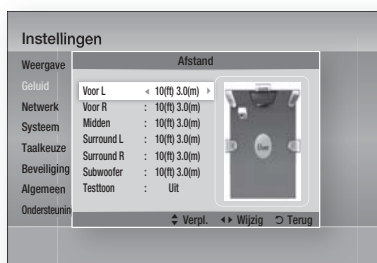 Instellingen
Weergave
Geluid
Netwerk
Systeem
Taalkeuze
Beveiliging
Algemeen
Ondersteunin
Afstand
Voor L ◀ 10(ft) 3.0(m) ▶
Voor R : 10(ft) 3.0(m)
Midden : 10(ft) 3.0(m)
Surround L : 10(ft) 3.0(m)
Surround R : 10(ft) 3.0(m)
Subwoofer : 10(ft) 3.0(m)
Testtoon : Uit
Verpl. Wijzig Terug